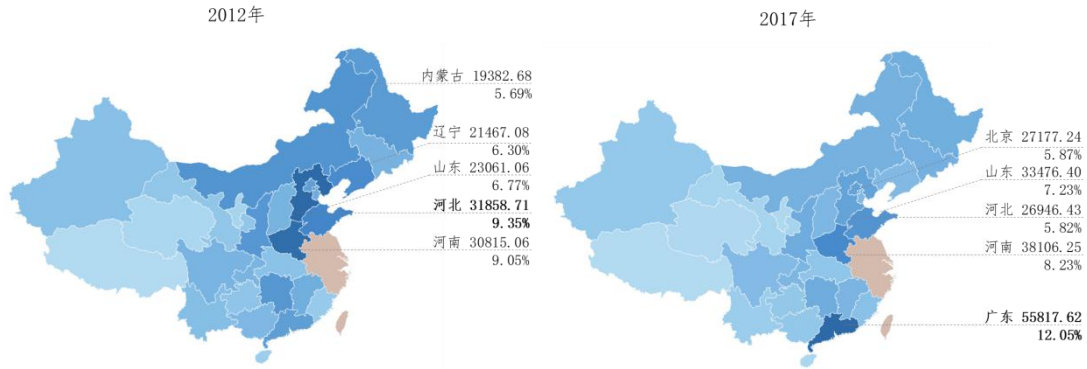 2012年
内蒙古 19382.68
5.69%
辽宁 21467.08
6.30%
山东 23061.06
6.77%
河北 31858.71
9.35%
河南 30815.06
9.05%
2017年
北京 27177.24
5.87%
山东 33476.40
7.23%
河北 26946.43
5.82%
河南 38106.25
8.23%
广东 55817.62
12.05%